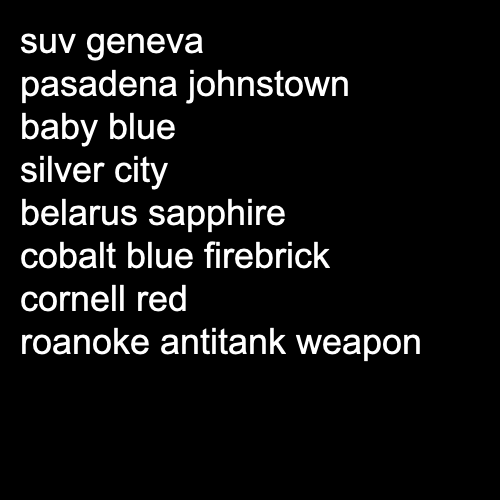 suv geneva
pasadena johnstown
baby blue
silver city
belarus sapphire
cobalt blue firebrick
cornell red
roanoke antitank weapon